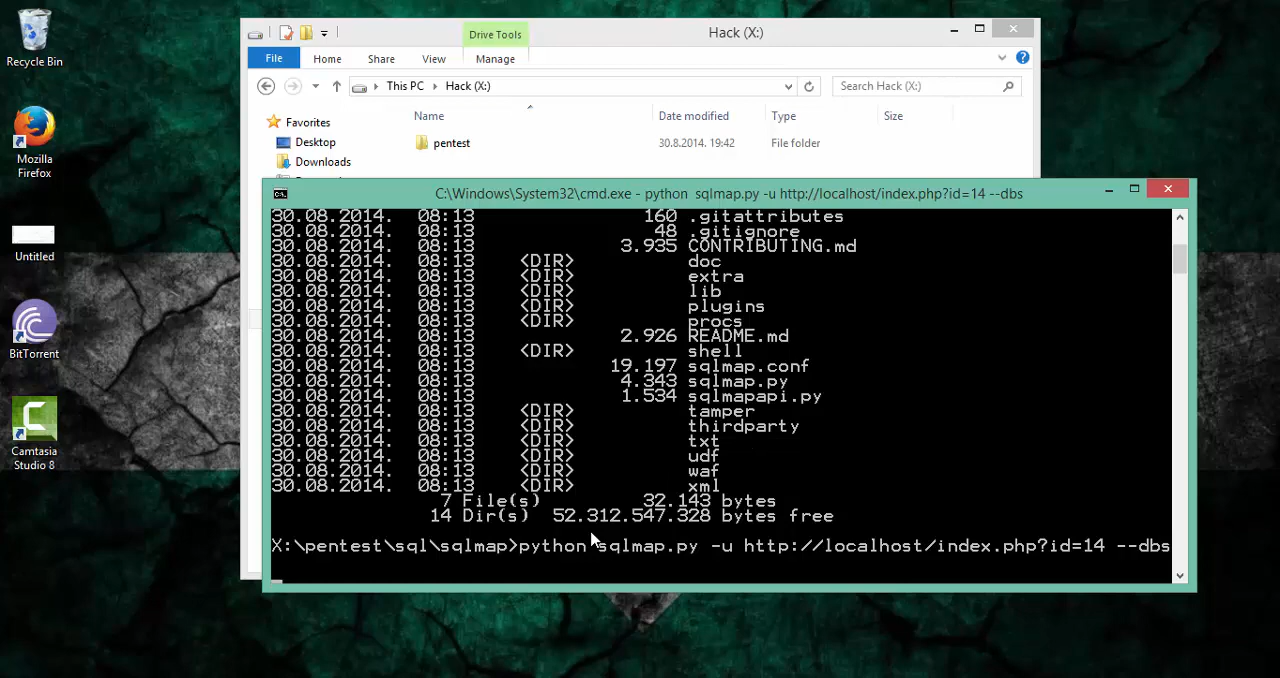 Recycle Bin
Mozilla
Firefox
Untitled
BitTorrent
Camtasia
Studio 8
Drive Tools
Hack (X:)
File Home Share View Manage
This PC Hack (X:)
Search Hack (X:)
Name Date modified Type Size
Favorites
Desktop
Downloads
pentest 30.8.2014. 19:42 File folder
C:\Windows\System32\cmd.exe - python sqlmap.py -u http://localhost/index.php?id=14 --dbs
30.08.2014. 08:13 160 .gitattributes
30.08.2014. 08:13 48 .gitignore
30.08.2014. 08:13 3.935 CONTRIBUTING.md
30.08.2014. 08:13 <DIR> doc
30.08.2014. 08:13 <DIR> extra
30.08.2014. 08:13 <DIR> lib
30.08.2014. 08:13 <DIR> plugins
30.08.2014. 08:13 <DIR> procs
30.08.2014. 08:13 2.926 README.md
30.08.2014. 08:13 <DIR> shell
30.08.2014. 08:13 19.197 sqlmap.conf
30.08.2014. 08:13 4.343 sqlmap.py
30.08.2014. 08:13 1.534 sqlmapapi.py
30.08.2014. 08:13 <DIR> tamper
30.08.2014. 08:13 <DIR> thirdparty
30.08.2014. 08:13 <DIR> txt
30.08.2014. 08:13 <DIR> udf
30.08.2014. 08:13 <DIR> waf
30.08.2014. 08:13 <DIR> xml
7 File(s) 32.143 bytes
14 Dir(s) 52.312.547.328 bytes free
X:\pentest\sql\sqlmap>python sqlmap.py -u http://localhost/index.php?id=14 --dbs